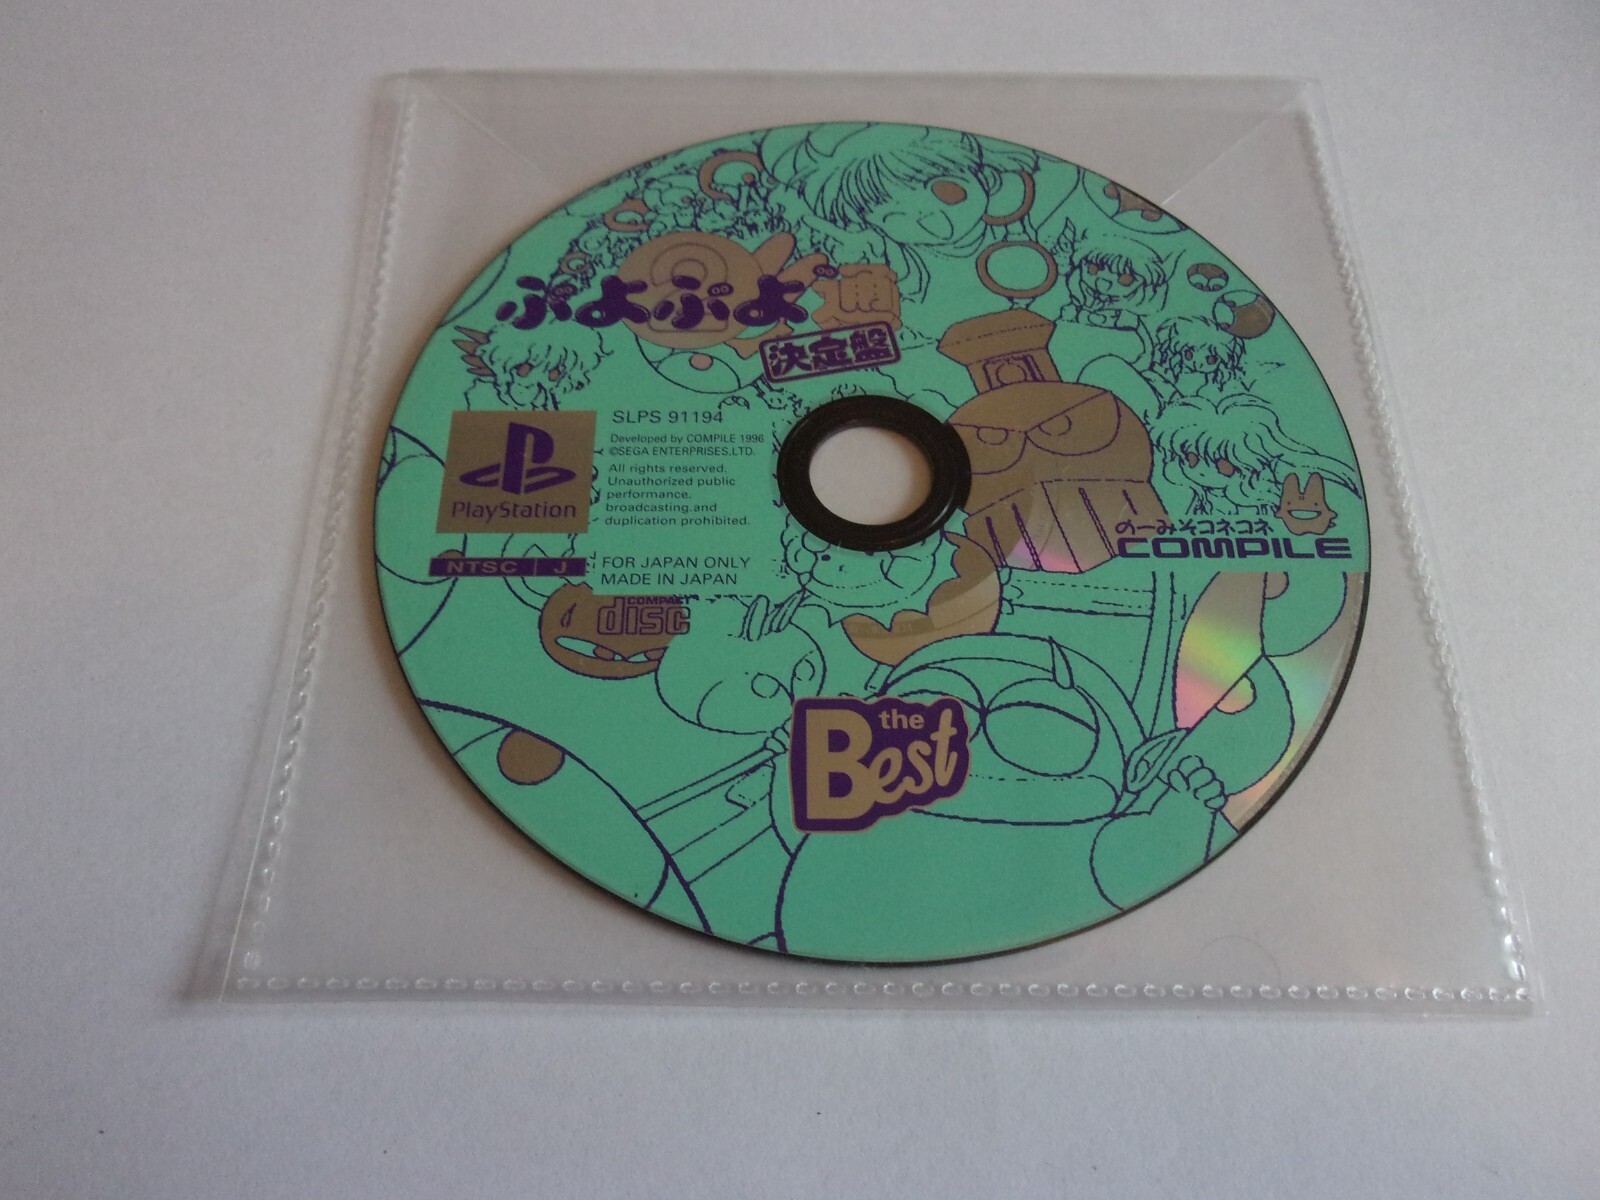 ぷよぷよ通
決定盤
SLPS 91194
Developed by COMPILE 1996
©SEGA ENTERPRISES,LTD.
All rights reserved.
Unauthorized public
performance.
broadcasting.and
duplication prohibited.
PlayStation
NTSC J
FOR JAPAN ONLY
MADE IN JAPAN
COMPACT
disc
のーみそコネコネ
COMPILE
the
Best